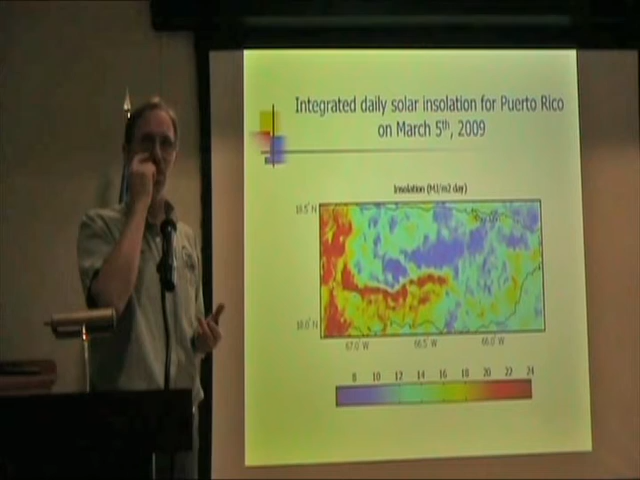 Integrated daily solar insolation for Puerto Rico
on March 5th, 2009
Insolation (MJ/m2 day)
18.5°N
18.0°N
67.0°W 66.5°W 66.0°W
8 10 12 14 16 18 20 22 24